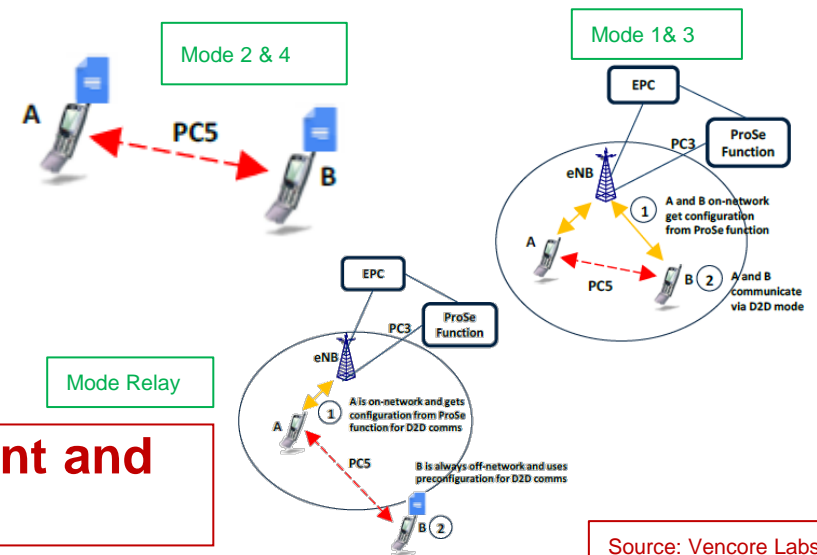 Mode 2 & 4
A
PC5
B
Mode 1& 3
EPC
ProSe
Function
PC3
eNB
1
A and B on-network
get configuration
from ProSe function
A
PC5
B
2
A and B
communicate
via D2D mode
Mode Relay
EPC
ProSe
Function
PC3
eNB
1
A is on-network and gets
configuration from ProSe
function for D2D comms
A
PC5
B is always off-network and uses
preconfiguration for D2D comms
B
2
nt and
Source: Vencore Labs